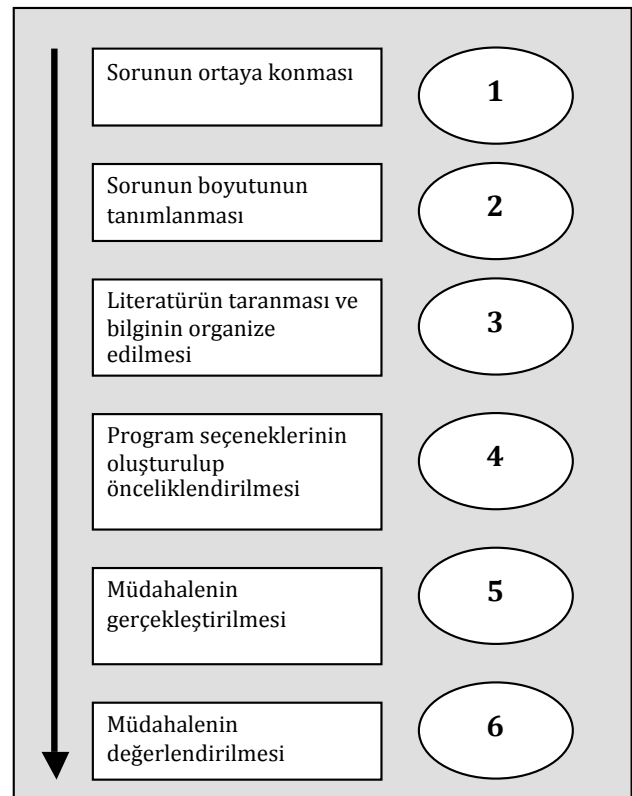 Sorunun ortaya konması
1
Sorunun boyutunun
tanımlanması
2
Literatürün taranması ve
bilginin organize
edilmesi
3
Program seçeneklerinin
oluşturulup
önceliklendirilmesi
4
Müdahalenin
gerçekleştirilmesi
5
Müdahalenin
değerlendirilmesi
6